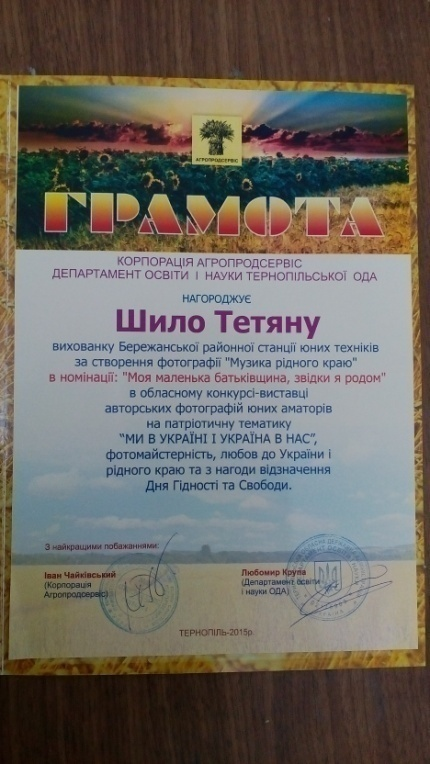 АГРОПРОДСЕРВІС
ГРАМОТА
КОРПОРАЦІЯ АГРОПРОДСЕРВІС
ДЕПАРТАМЕНТ ОСВІТИ І НАУКИ ТЕРНОПІЛЬСЬКОЇ ОДА
НАГОРОДЖУЄ
Шило Тетяну
вихованку Бережанської районної станції юних техніків
за створення фотографії "Музика рідного краю"
в номінації: "Моя маленька батьківщина, звідки я родом"
в обласному конкурсі-виставці
авторських фотографій юних аматорів
на патріотичну тематику
"МИ В УКРАЇНІ І УКРАЇНА В НАС",
фотомайстерність, любов до України і
рідного краю та з нагоди відзначення
Дня Гідності та Свободи.
З найкращими побажаннями:
Іван Чайківський
(Корпорація
Агропродсервіс)
Любомир Крупа
(Департамент освіти
і науки ОДА)
ТЕРНОПІЛЬ-2015р.